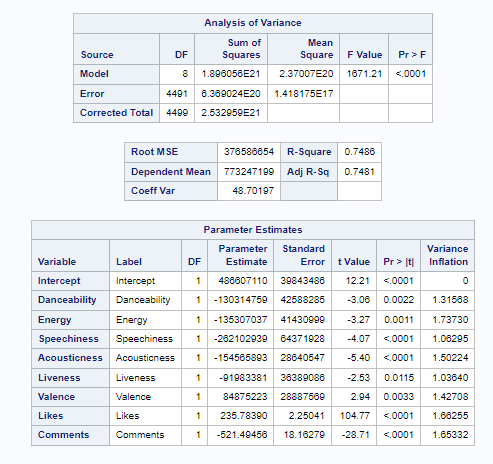 Analysis of Variance
Source DF Sum of Squares Mean Square F Value Pr > F
Model 8 1.896056E21 2.37007E20 1671.21 <.0001
Error 4491 6.369024E20 1.418175E17
Corrected Total 4499 2.532959E21
Root MSE 376586654 R-Square 0.7486
Dependent Mean 773247199 Adj R-Sq 0.7481
Coeff Var 48.70197
Parameter Estimates
Variable Label DF Parameter Estimate Standard Error t Value Pr > |t| Variance Inflation
Intercept Intercept 1 486607110 39843486 12.21 <.0001 0
Danceability Danceability 1 -130314759 42588285 -3.06 0.0022 1.31568
Energy Energy 1 -135307037 41430999 -3.27 0.0011 1.73730
Speechiness Speechiness 1 -262102939 64371928 -4.07 <.0001 1.06295
Acousticness Acousticness 1 -154565893 28640547 -5.40 <.0001 1.50224
Liveness Liveness 1 -91983381 36389086 -2.53 0.0115 1.03640
Valence Valence 1 84875223 28887569 2.94 0.0033 1.42708
Likes Likes 1 235.78390 2.25041 104.77 <.0001 1.66255
Comments Comments 1 -521.49456 18.16279 -28.71 <.0001 1.65332